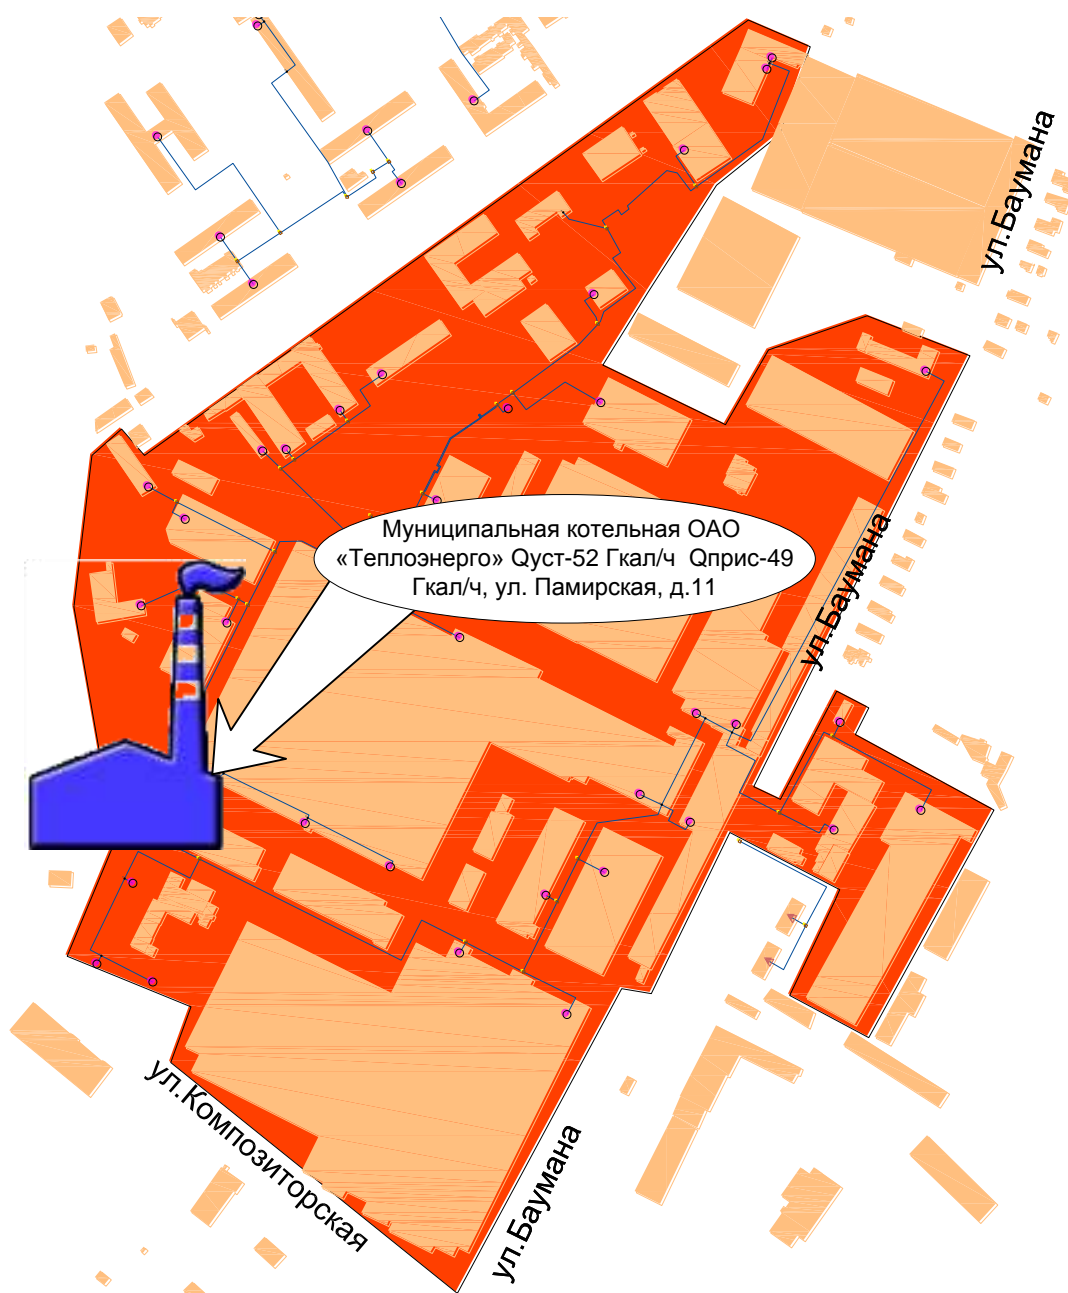 ул.Баумана
Муниципальная котельная ОАО
«Теплоэнерго» Qуст-52 Гкал/ч Qприс-49
Гкал/ч, ул. Памирская, д.11
ул.Баумана
ул.Композиторская
ул.Баумана